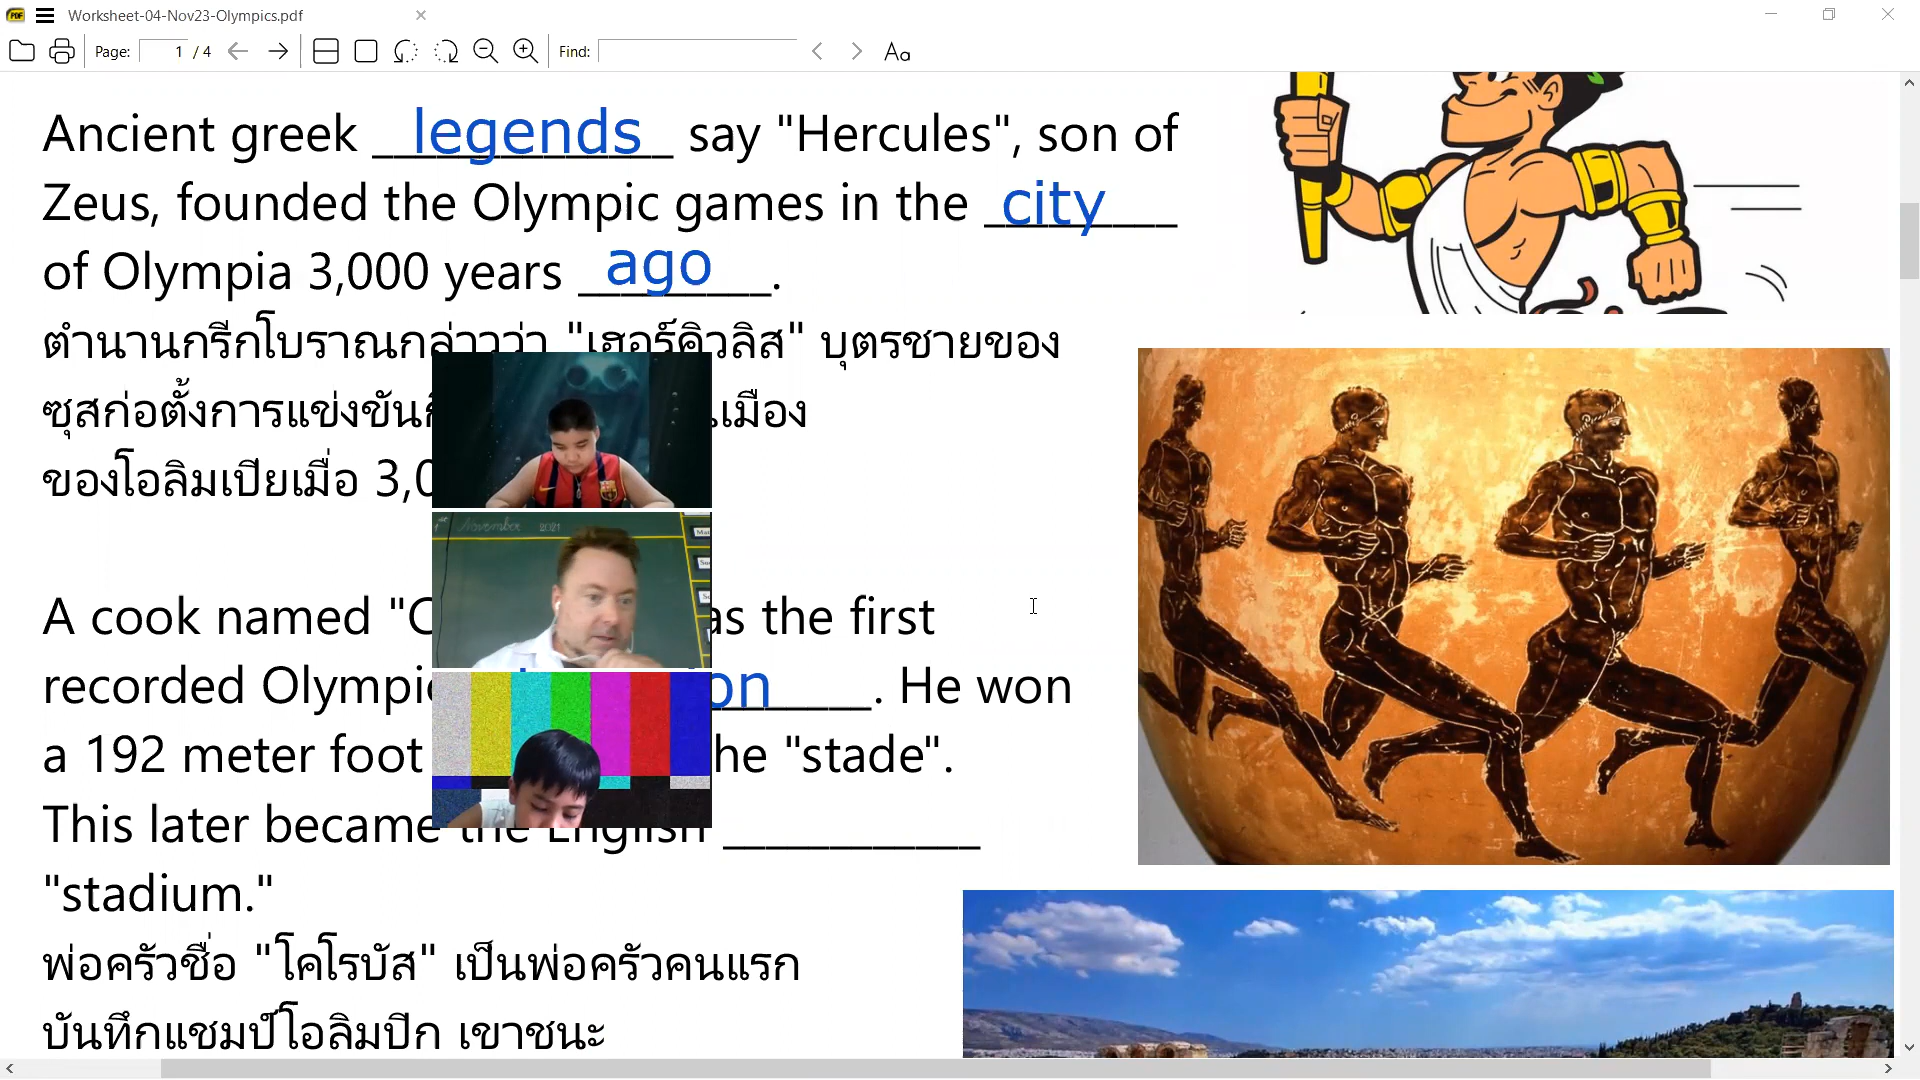 Worksheet-04-Nov23-Olympics.pdf
Page: 1 / 4 Find:
Ancient greek legends say "Hercules", son of
Zeus, founded the Olympic games in the city
of Olympia 3,000 years ago.
ตำนานกรีกโบราณกล่าวว่า "เฮอร์คิวลิส" บุตรชายของ
ซุสก่อตั้งการแข่งขัน เมือง
ของโอลิมเปียเมื่อ 3,0
November 2021
A cook named "C as the first
recorded Olympic on. He won
a 192 meter foot he "stade".
This later became the English ____________
"stadium."
พ่อครัวชื่อ "โคโรบัส" เป็นพ่อครัวคนแรก
บันทึกแชมป์โอลิมปิก เขาชนะ